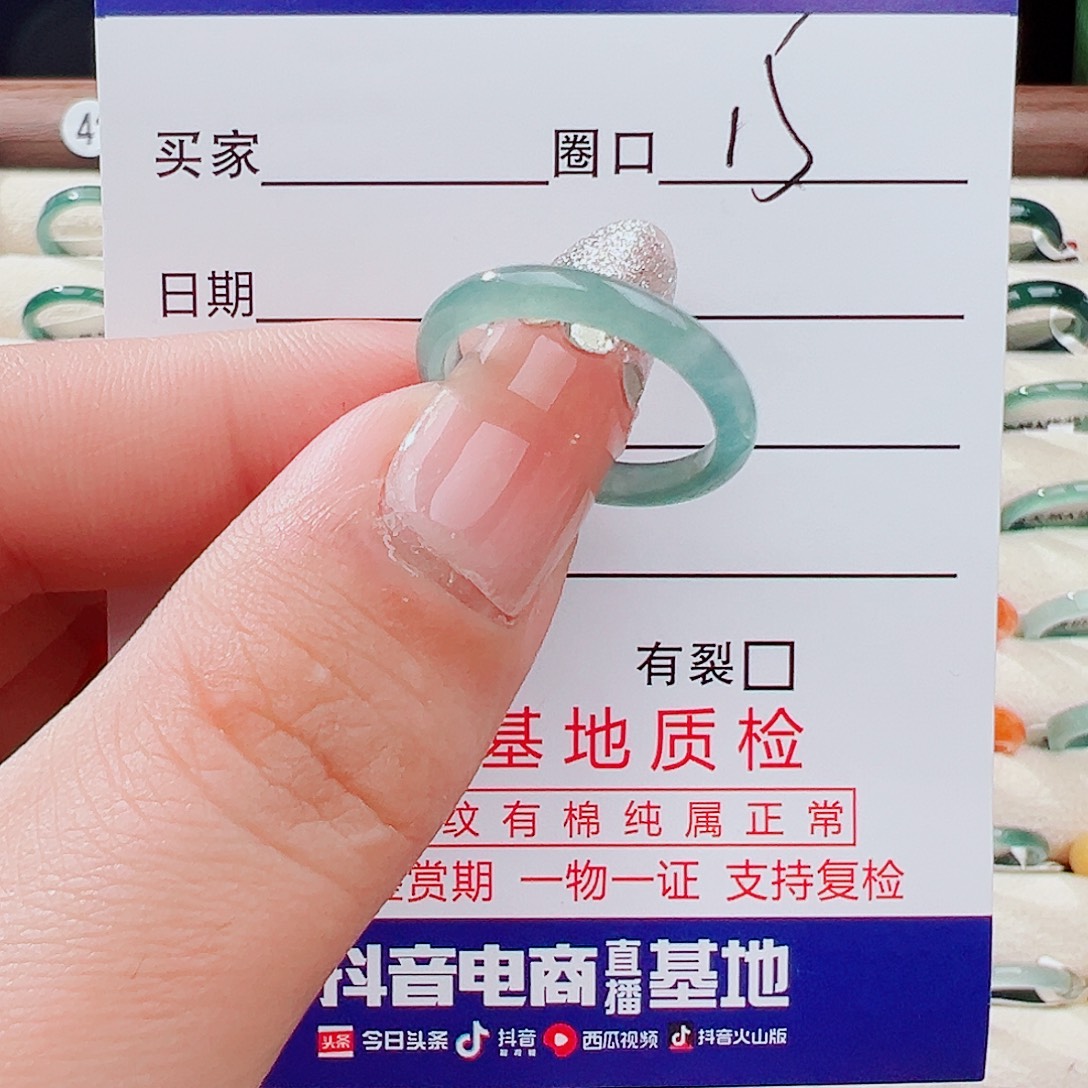 买家 圈口 15
日期
有裂
基地质检
纹有棉纯属正常
赏期 一物一证 支持复检
抖音电商直播基地
头条 今日头条 抖音 西瓜视频 抖音火山版